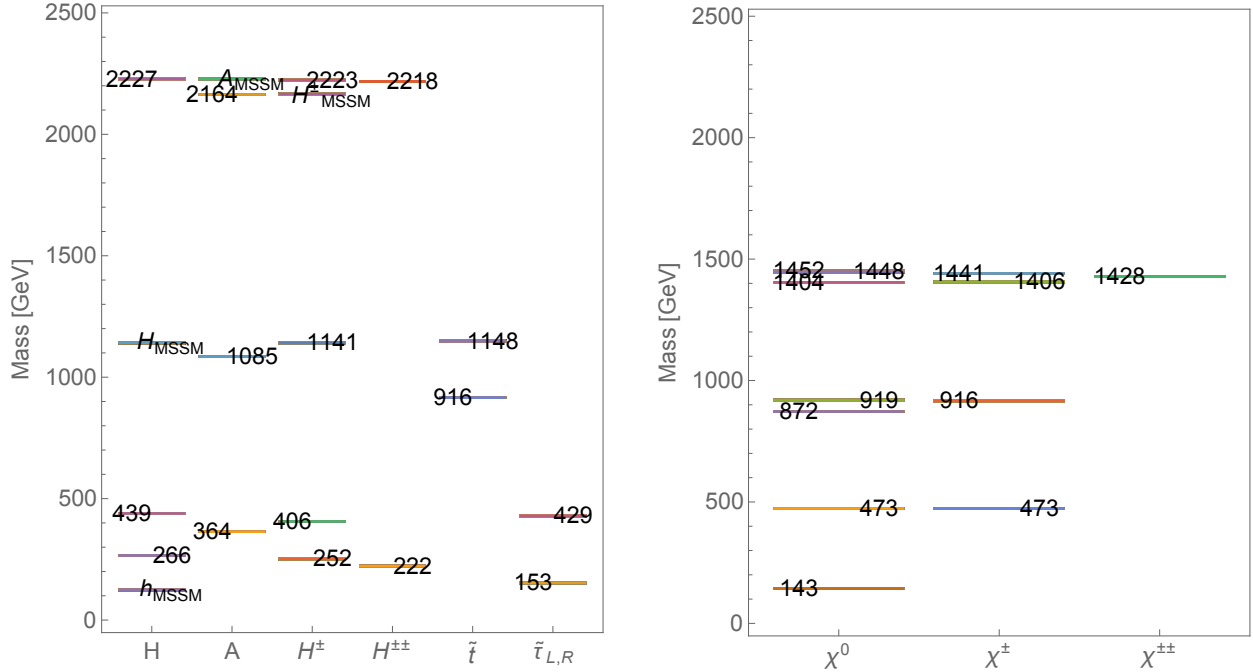 2500
2227
A_MSSM
2164
2223
H^±_MSSM
2218
2000
1500
H_MSSM
1085
1141
1148
1000
916
500
439
364
406
429
266
252
222
153
h_MSSM
0
Mass [GeV]
H
A
H^±
H^±±
t̃
τ̃_L,R
2500
2000
1500
1452
1448
1404
1441
1406
1428
1000
919
872
916
500
473
473
143
0
Mass [GeV]
χ^0
χ^±
χ^±±